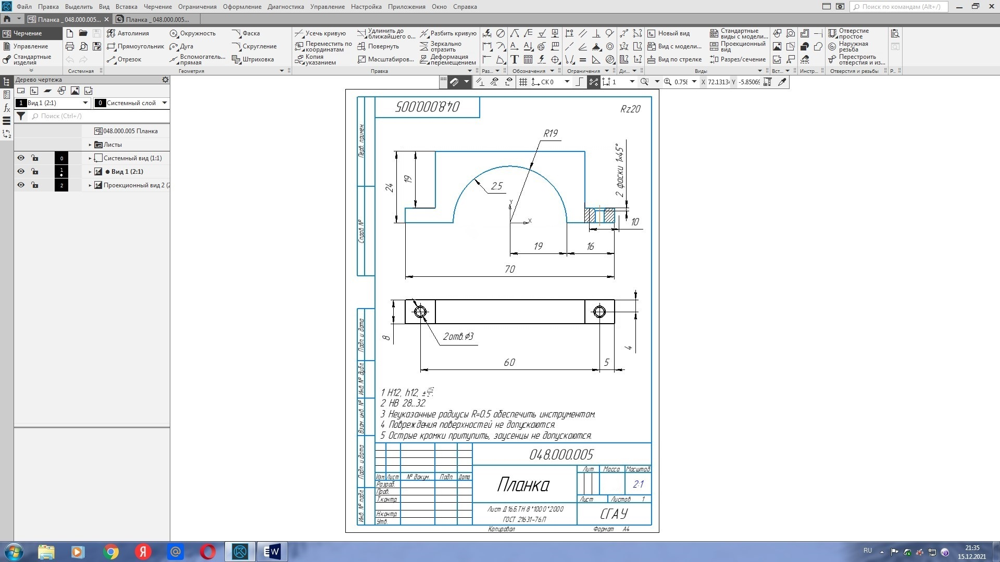 Файл Правка Выделить Вид Вставка Черчение Ограничения Оформление Диагностика Управление Настройка Приложения Окно Справка
Поиск по командам (Alt+/)
Планка _ 048.000.005...
Планка _ 048.000.005...
Черчение
Управление
Стандартные изделия
Системная
Автолиния
Прямоугольник
Отрезок
Окружность
Дуга
Вспомогатель... прямая
Фаска
Скругление
Штриховка
Геометрия
Усечь кривую
Переместить по координатам
Копия указанием
Удлинить до ближайшего о...
Повернуть
Масштабиров...
Разбить кривую
Зеркально отразить
Деформация перемещением
Правка
Раз...
Обозначения
Ограничения
Ди...
Новый вид
Вид с модели...
Вид по стрелке
Стандартные виды с модели...
Проекционный вид
Разрез/сечение
Виды
Вст...
Инстр...
Отверстие простое
Наружная резьба
Перестроить отверстия и из...
Отверстия и резьбы
Р...
СК 0
1
0.758
X 72.13134
Y -5.85069
Дерево чертежа
1 Вид 1 (2:1)
0 Системный слой
Поиск (Ctrl+/)
048.000.005 Планка
Листы
0 Системный вид (1:1)
1 Вид 1 (2:1)
2 Проекционный вид 2 (2
048.000.005
Rz20
Перв. примен.
Справ. №
R19
2 фаски 1×45°
24
19
2.5
Y
X
10
19
16
70
8
2отв.⌀3
4
60
5
Подп. и дата
Инв. № дубл.
Взам. инв. №
Подп. и дата
Инв. № подл.
1 H12, h12, ±
2 НВ 28...32.
3 Неуказанные радиусы R=0.5 обеспечить инструментом.
4 Повреждения поверхностей не допускаются.
5 Острые кромки притупить, заусенцы не допускаются.
048.000.005
Изм. Лист № докум. Подп. Дата
Разраб.
Пров.
Т.контр.
Н.контр.
Утв.
Планка
Лит. Масса Масштаб
2:1
Лист Листов 1
Лист Д16.Б.ТН 8*1000*2000
ГОСТ 21631-76.П
СГАУ
Копировал
Формат А4
RU
21:35
15.12.2021